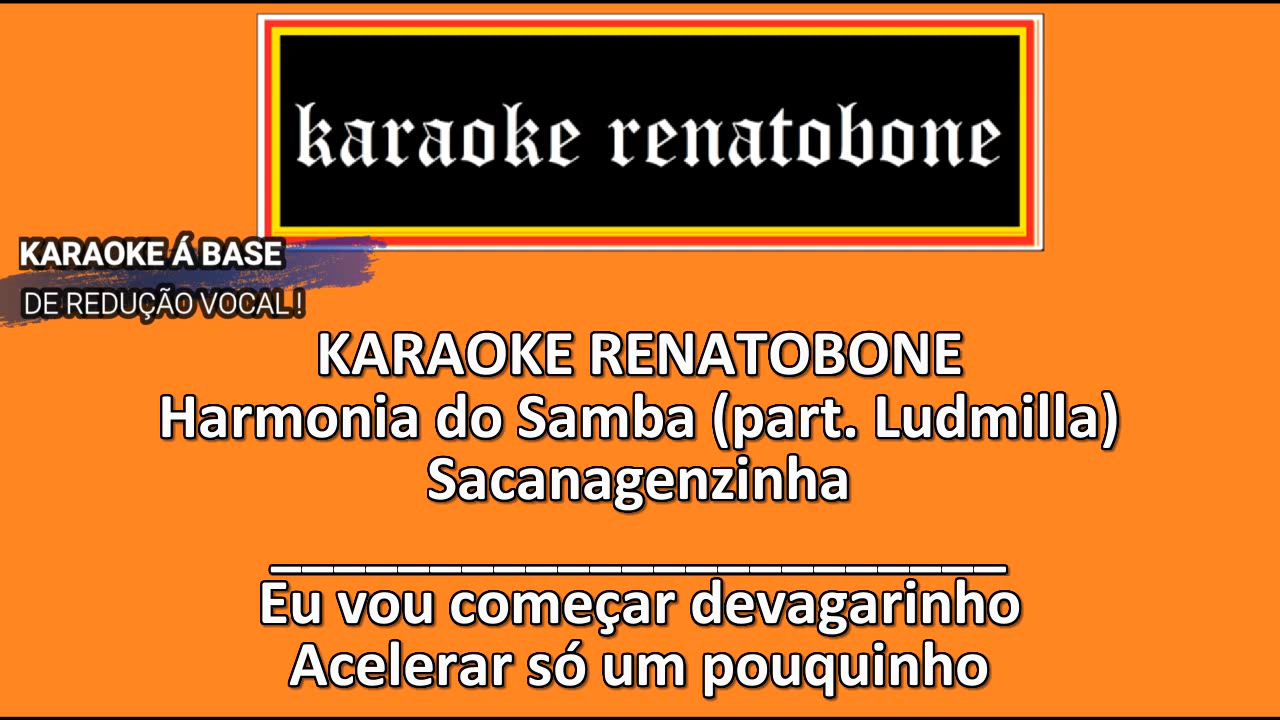 karaoke renatobone
KARAOKE Á BASE
DE REDUÇÃO VOCAL !
KARAOKE RENATOBONE
Harmonia do Samba (part. Ludmilla)
Sacanagenzinha
_______________________
Eu vou começar devagarinho
Acelerar só um pouquinho